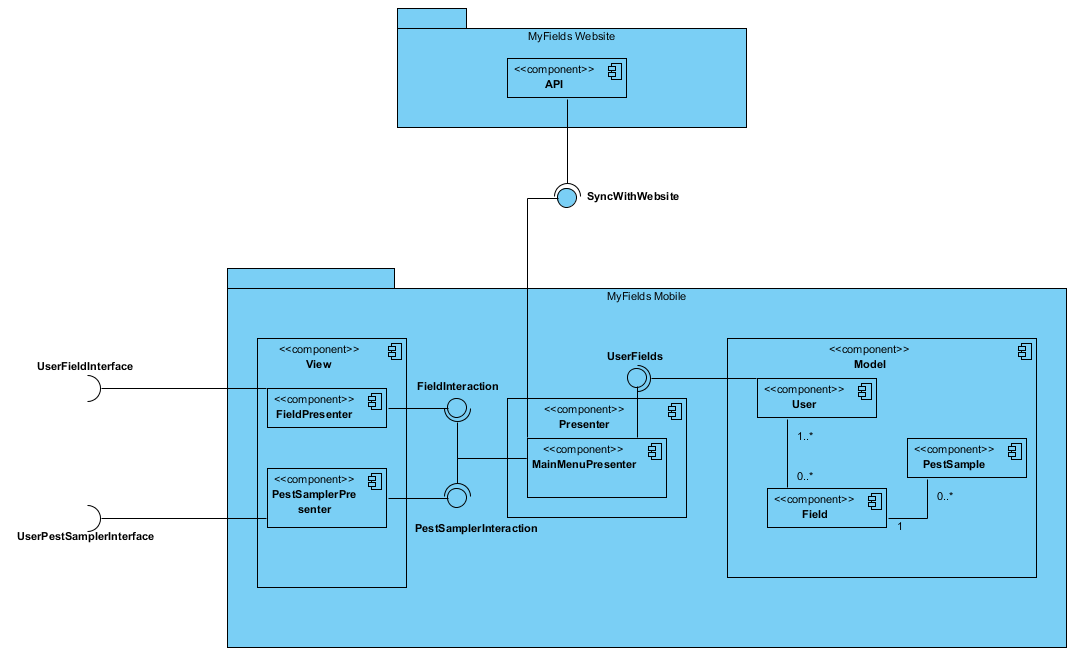 MyFields Website
<<component>>
API
SyncWithWebsite
MyFields Mobile
<<component>>
View
<<component>>
FieldPresenter
<<component>>
PestSamplerPre
senter
UserFieldInterface
UserPestSamplerInterface
FieldInteraction
PestSamplerInteraction
<<component>>
Presenter
<<component>>
MainMenuPresenter
UserFields
<<component>>
Model
<<component>>
User
1..*
0..*
<<component>>
Field
1
<<component>>
PestSample
0..*